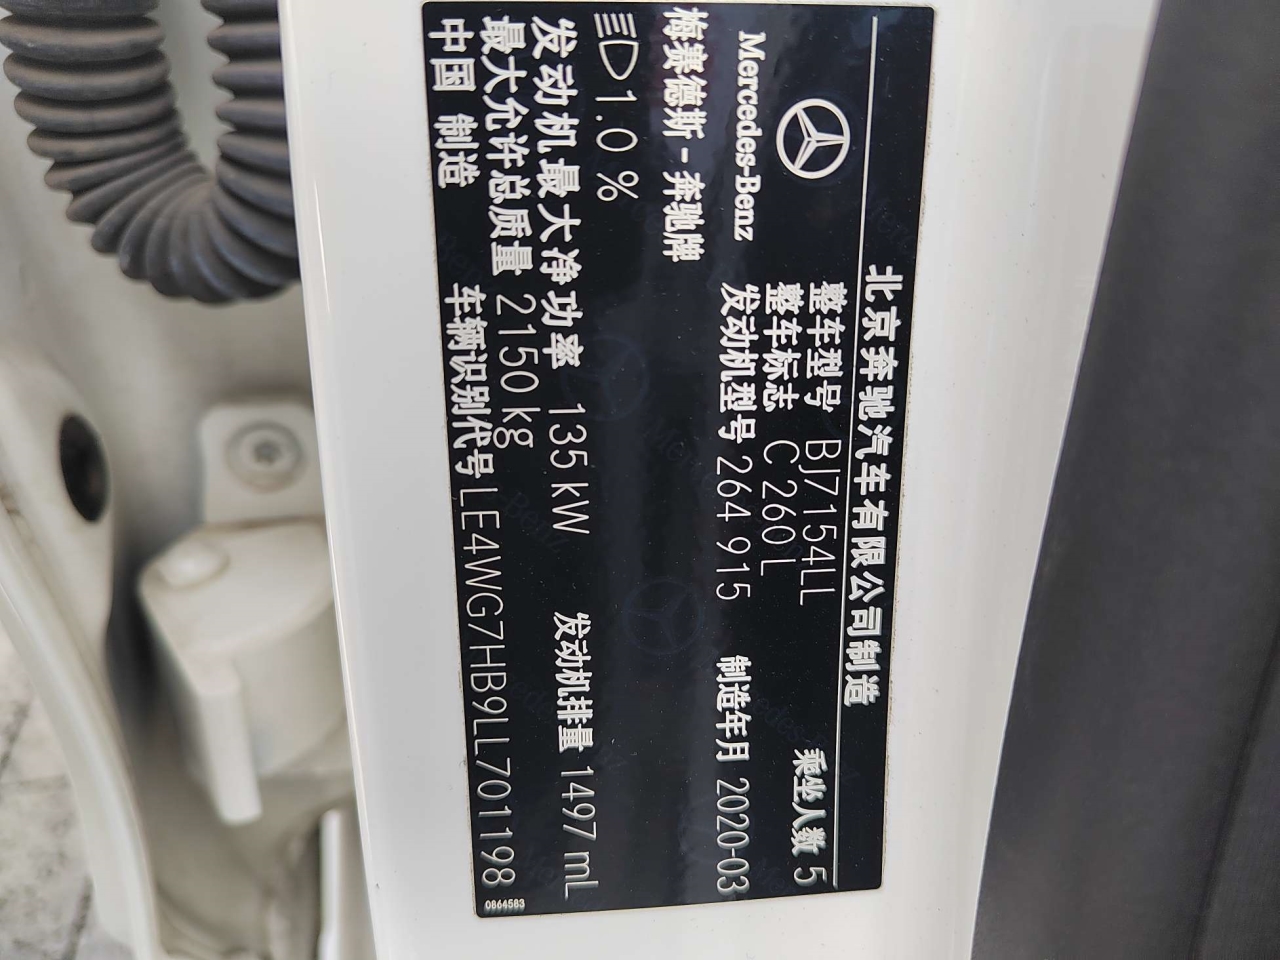 北京奔驰汽车有限公司制造
Mercedes-Benz
整车型号 BJ7154LL 乘坐人数 5
整车标志 C 260 L
发动机型号 264 915 制造年月 2020-03
梅赛德斯-奔驰牌
1.0 %
发动机最大净功率 135 kW 发动机排量 1497 mL
最大允许总质量 2150 kg
中国 制造 车辆识别代号 LE4WG7HB9LL701198
0864583